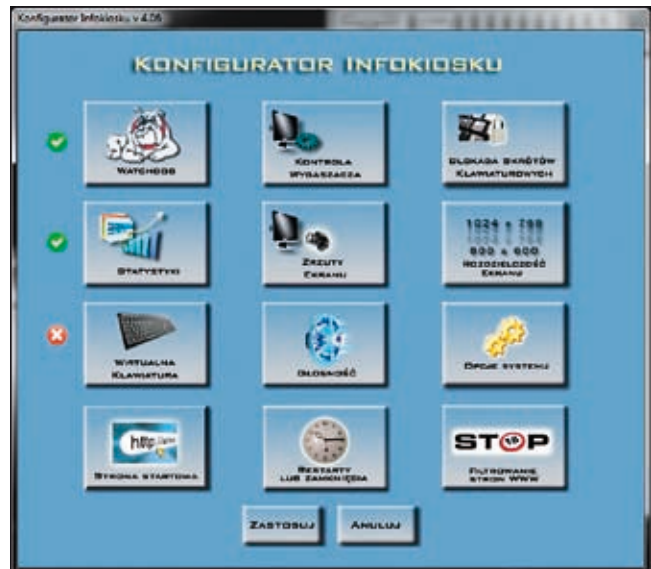 Konfigurator Infokiosku v 4.06
KONFIGURATOR INFOKIOSKU
WATCHDOG
KONTROLA
WYGASZACZA
BLOKADA SKRÓTÓW
KLAWIATUROWYCH
STATYSTYKI
ZRZUTY
EKRANU
1024 x 768
800 x 600
ROZDZIELCZOŚĆ
EKRANU
WIRTUALNA
KLAWIATURA
GŁOŚNOŚĆ
OPCJE SYSTEMU
http
STRONA STARTOWA
RESTARTY
LUB ZAMKNIĘCIA
STOP
FILTROWANIE
STRON WWW
ZASTOSUJ
ANULUJ